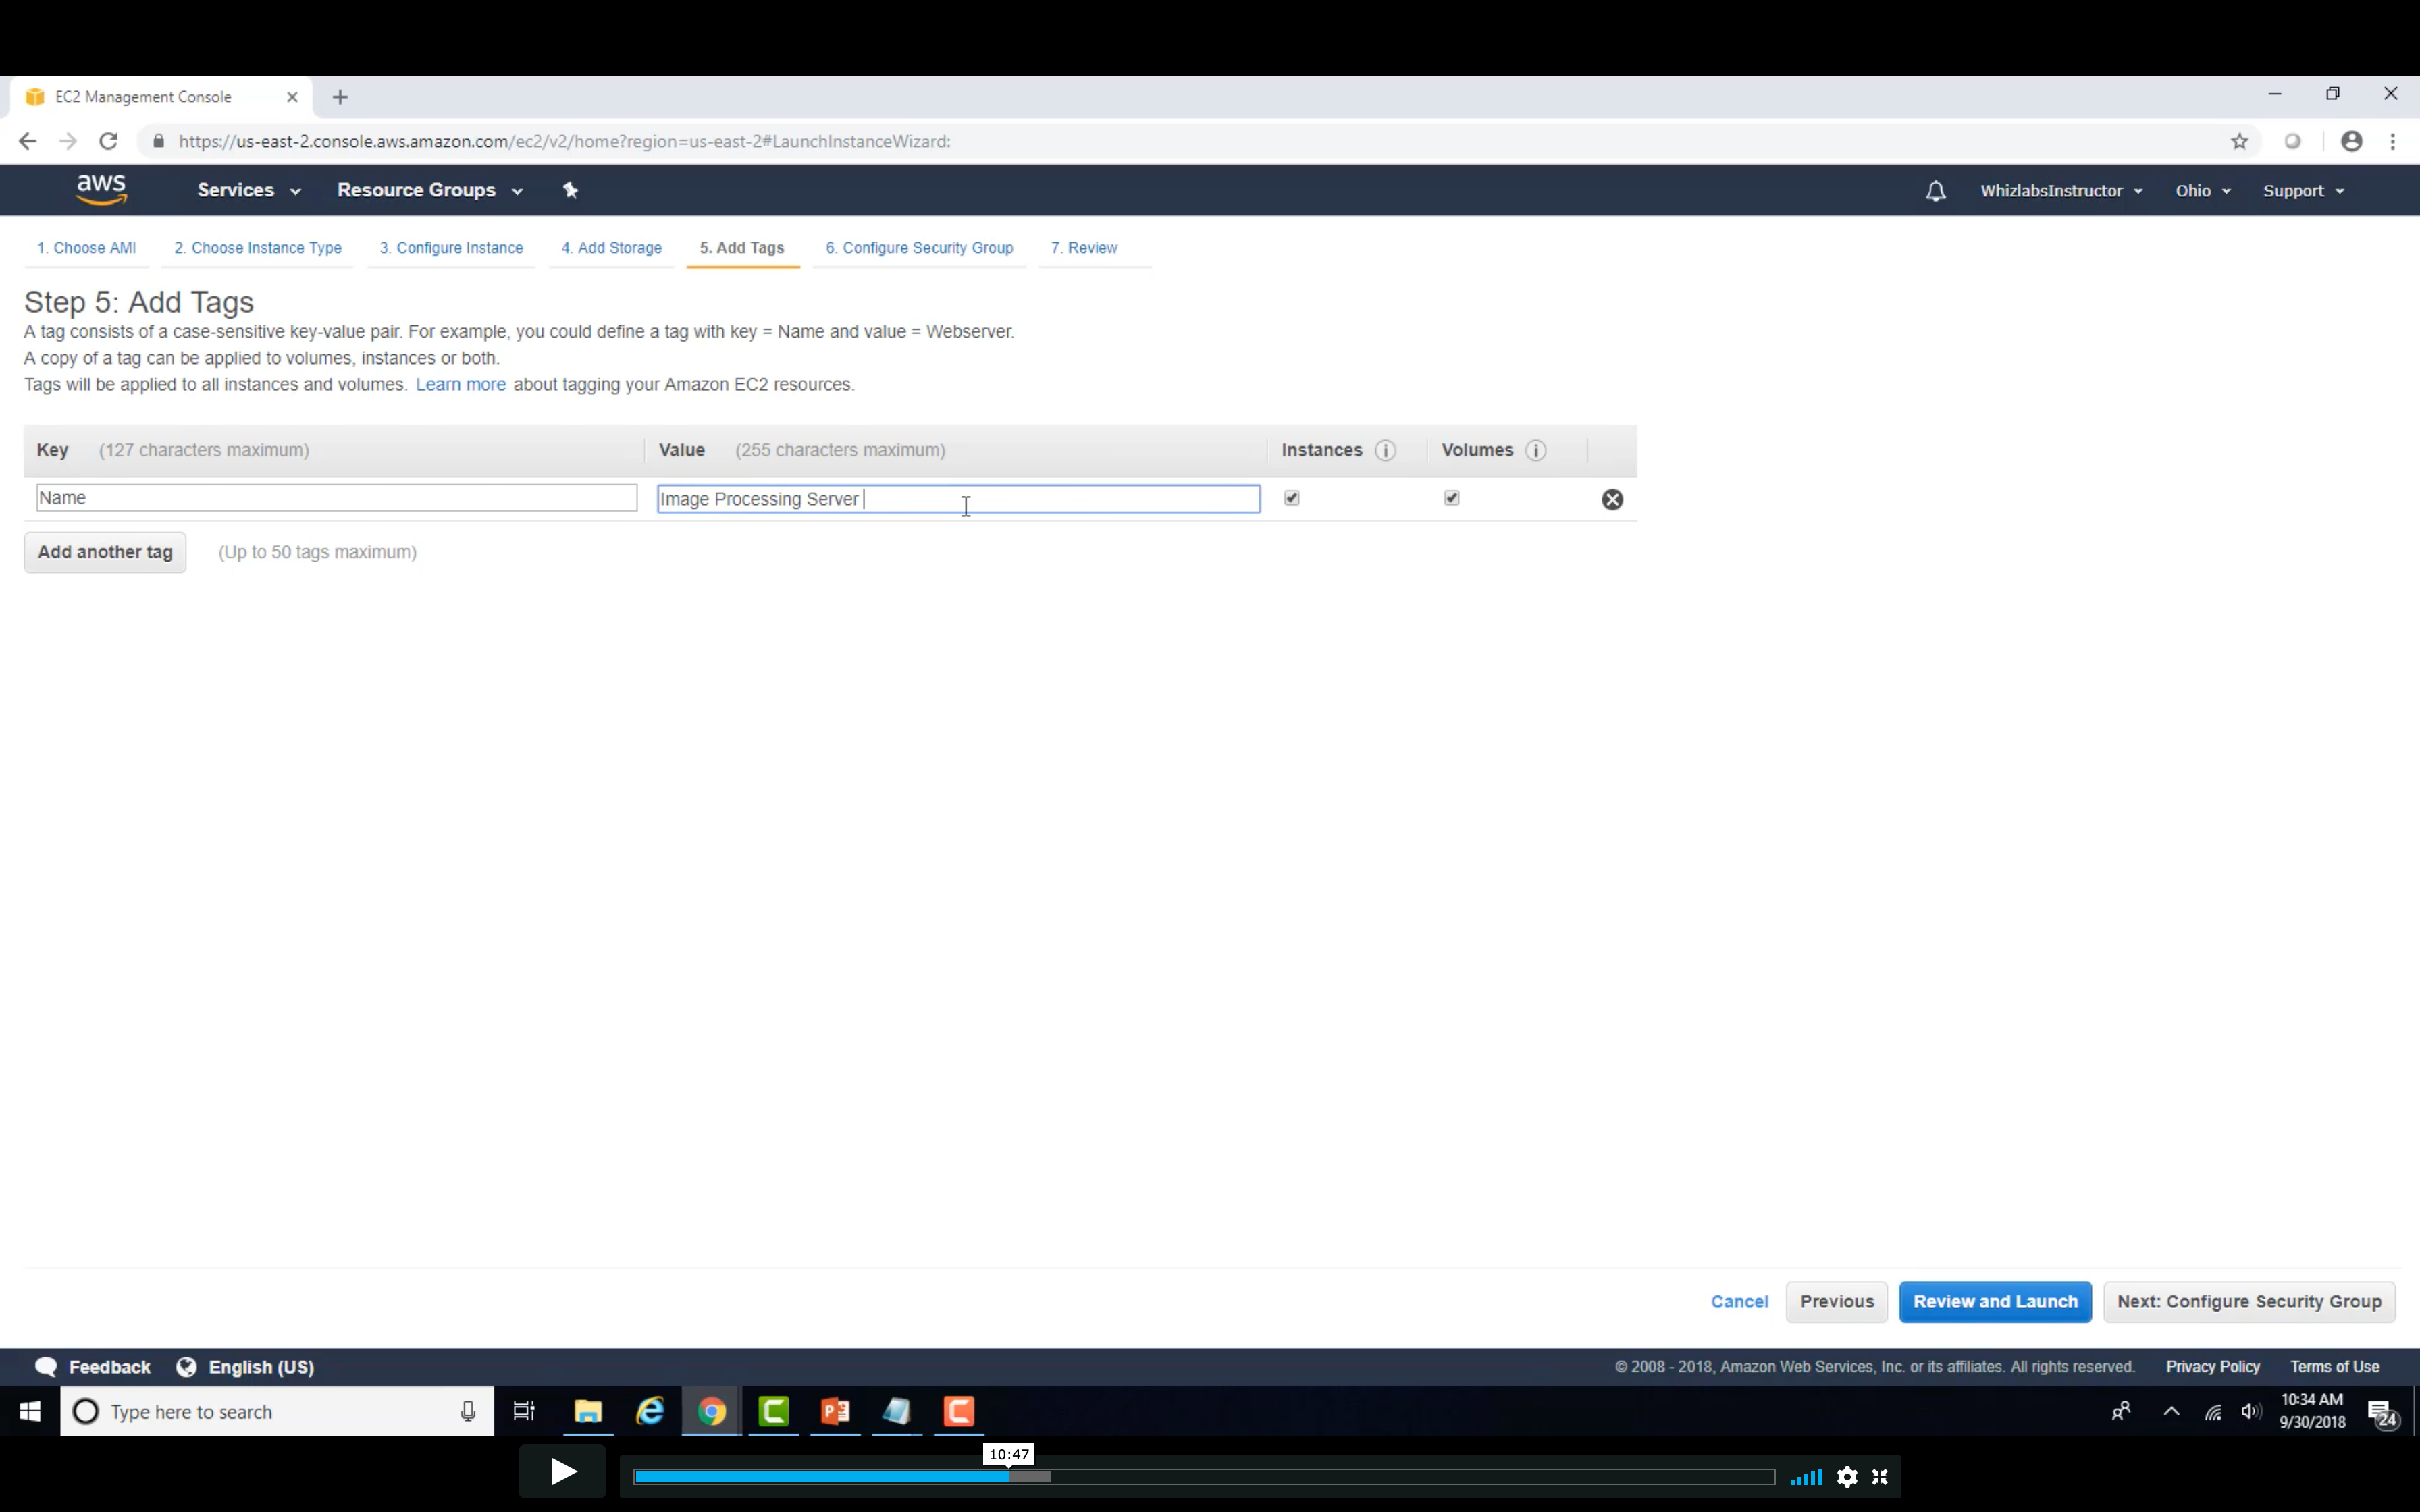 EC2 Management Console
https://us-east-2.console.aws.amazon.com/ec2/v2/home?region=us-east-2#LaunchInstanceWizard:
aws Services Resource Groups WhizlabsInstructor Ohio Support
1. Choose AMI 2. Choose Instance Type 3. Configure Instance 4. Add Storage 5. Add Tags 6. Configure Security Group 7. Review
Step 5: Add Tags
A tag consists of a case-sensitive key-value pair. For example, you could define a tag with key = Name and value = Webserver.
A copy of a tag can be applied to volumes, instances or both.
Tags will be applied to all instances and volumes. Learn more about tagging your Amazon EC2 resources.
Key (127 characters maximum) Value (255 characters maximum) Instances i Volumes i
Name Image Processing Server
Add another tag (Up to 50 tags maximum)
Cancel Previous Review and Launch Next: Configure Security Group
Feedback English (US) © 2008 - 2018, Amazon Web Services, Inc. or its affiliates. All rights reserved. Privacy Policy Terms of Use
Type here to search 10:34 AM
9/30/2018 24
10:47